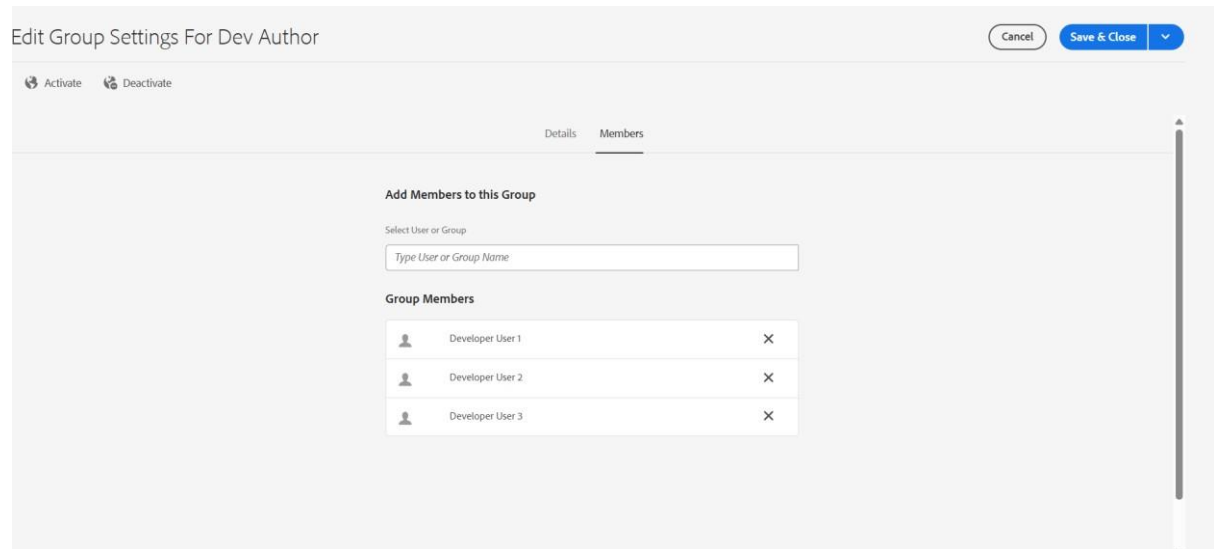 Edit Group Settings For Dev Author
Cancel
Save & Close
Activate
Deactivate
Details
Members
Add Members to this Group
Select User or Group
Type User or Group Name
Group Members
Developer User 1
Developer User 2
Developer User 3